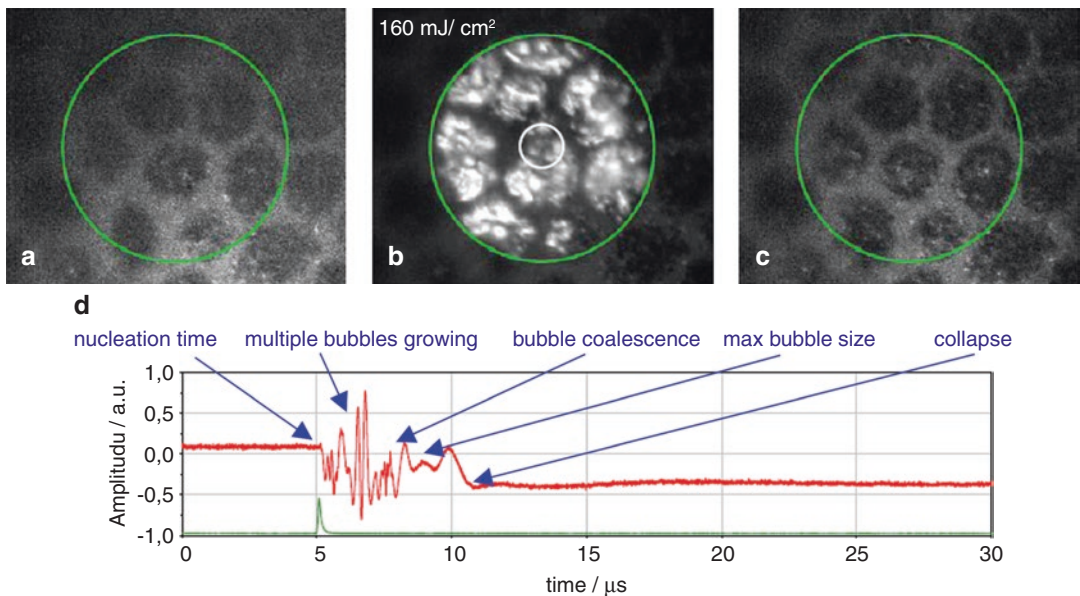 160 mJ/ cm²
a
b
c
d
nucleation time multiple bubbles growing bubble coalescence max bubble size collapse
1,0
0,5
0,0
-0,5
-1,0
Amplitudu / a.u.
0 5 10 15 20 25 30
time / μs